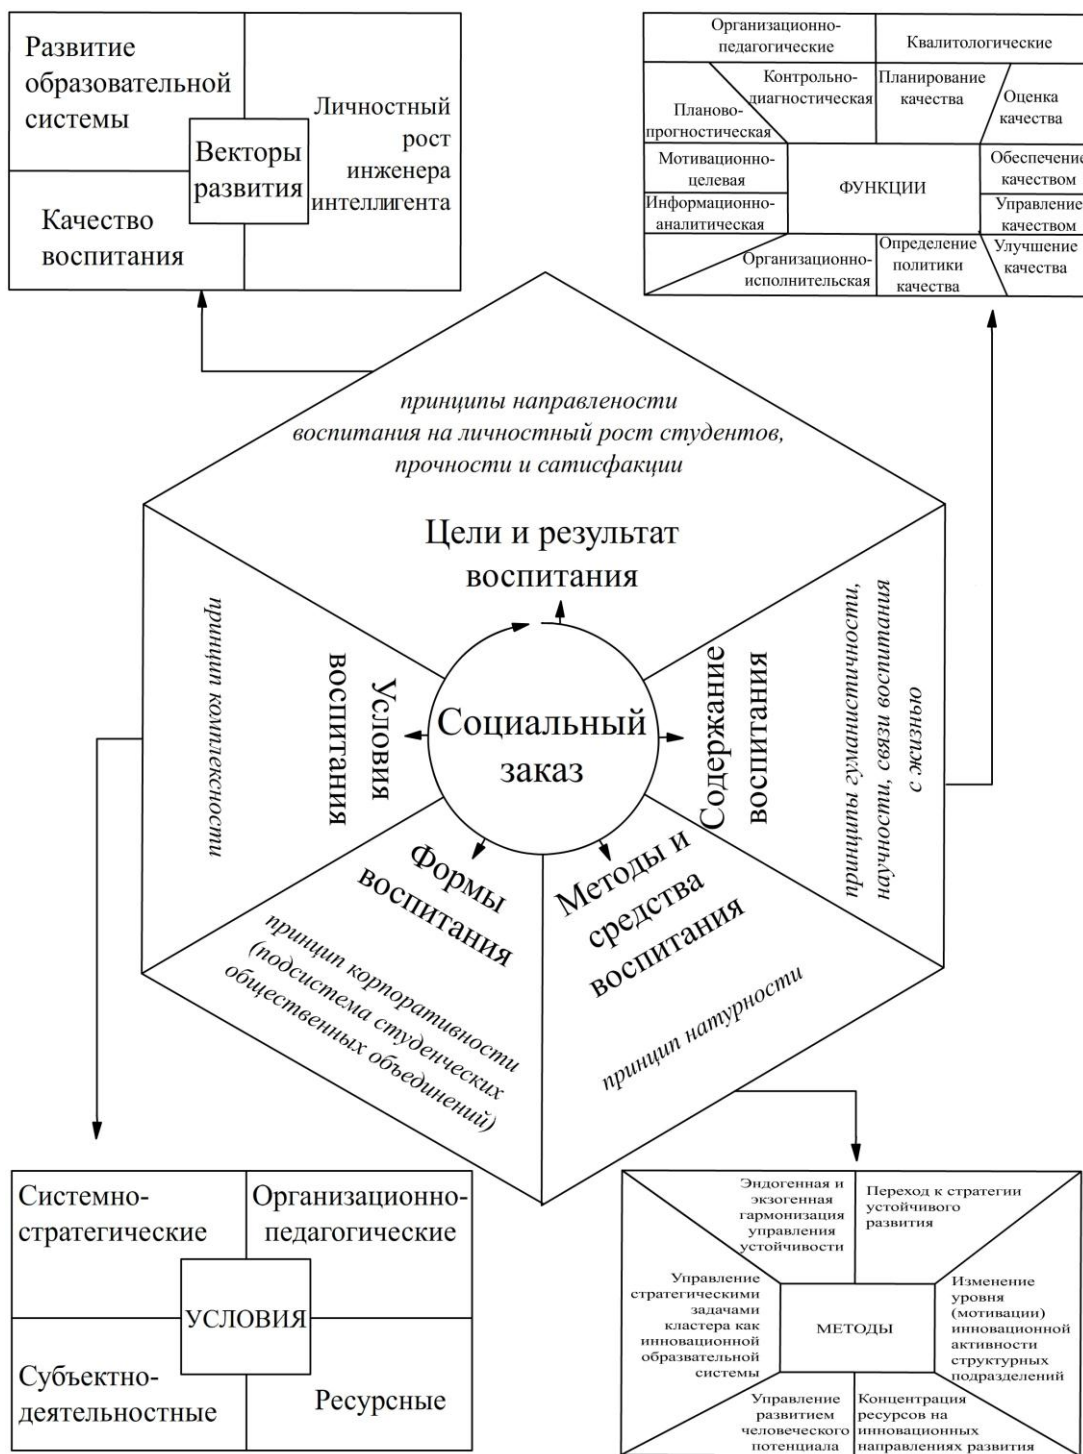 Развитие
образовательной
системы
Векторы
развития
Личностный
рост
инженера
интеллигента
Качество
воспитания
Организационно-
педагогические
Квалитологические
Контрольно-
диагностическая
Планирование
качества
Оценка
качества
Планово-
прогностическая
Мотивационно-
целевая
Информационно-
аналитическая
ФУНКЦИИ
Обеспечение
качеством
Управление
качеством
Организационно-
исполнительская
Определение
политики
качества
Улучшение
качества
принципы направлености
воспитания на личностный рост студентов,
прочности и сатисфакции
Цели и результат
воспитания
принцип комплексности
Условия
воспитания
Социальный
заказ
Содержание
воспитания
принципы гуманистичности,
научности, связи воспитания
с жизнью
Формы
воспитания
принцип корпоративности
(подсистема студенческих
общественных объединений)
Методы и
средства
воспитания
принцип натурности
Системно-
стратегические
Организационно-
педагогические
УСЛОВИЯ
Субъектно-
деятельностные
Ресурсные
Эндогенная и
экзогенная
гармонизация
управления
устойчивости
Переход к стратегии
устойчивого
развития
Управление
стратегическими
задачами
кластера как
инновационной
образвательной
системы
МЕТОДЫ
Изменение
уровня
(мотивации)
инновационной
активности
структурных
подразделений
Управление
развитием
человеческого
потенциала
Концентрация
ресурсов на
инновационных
направлениях развития